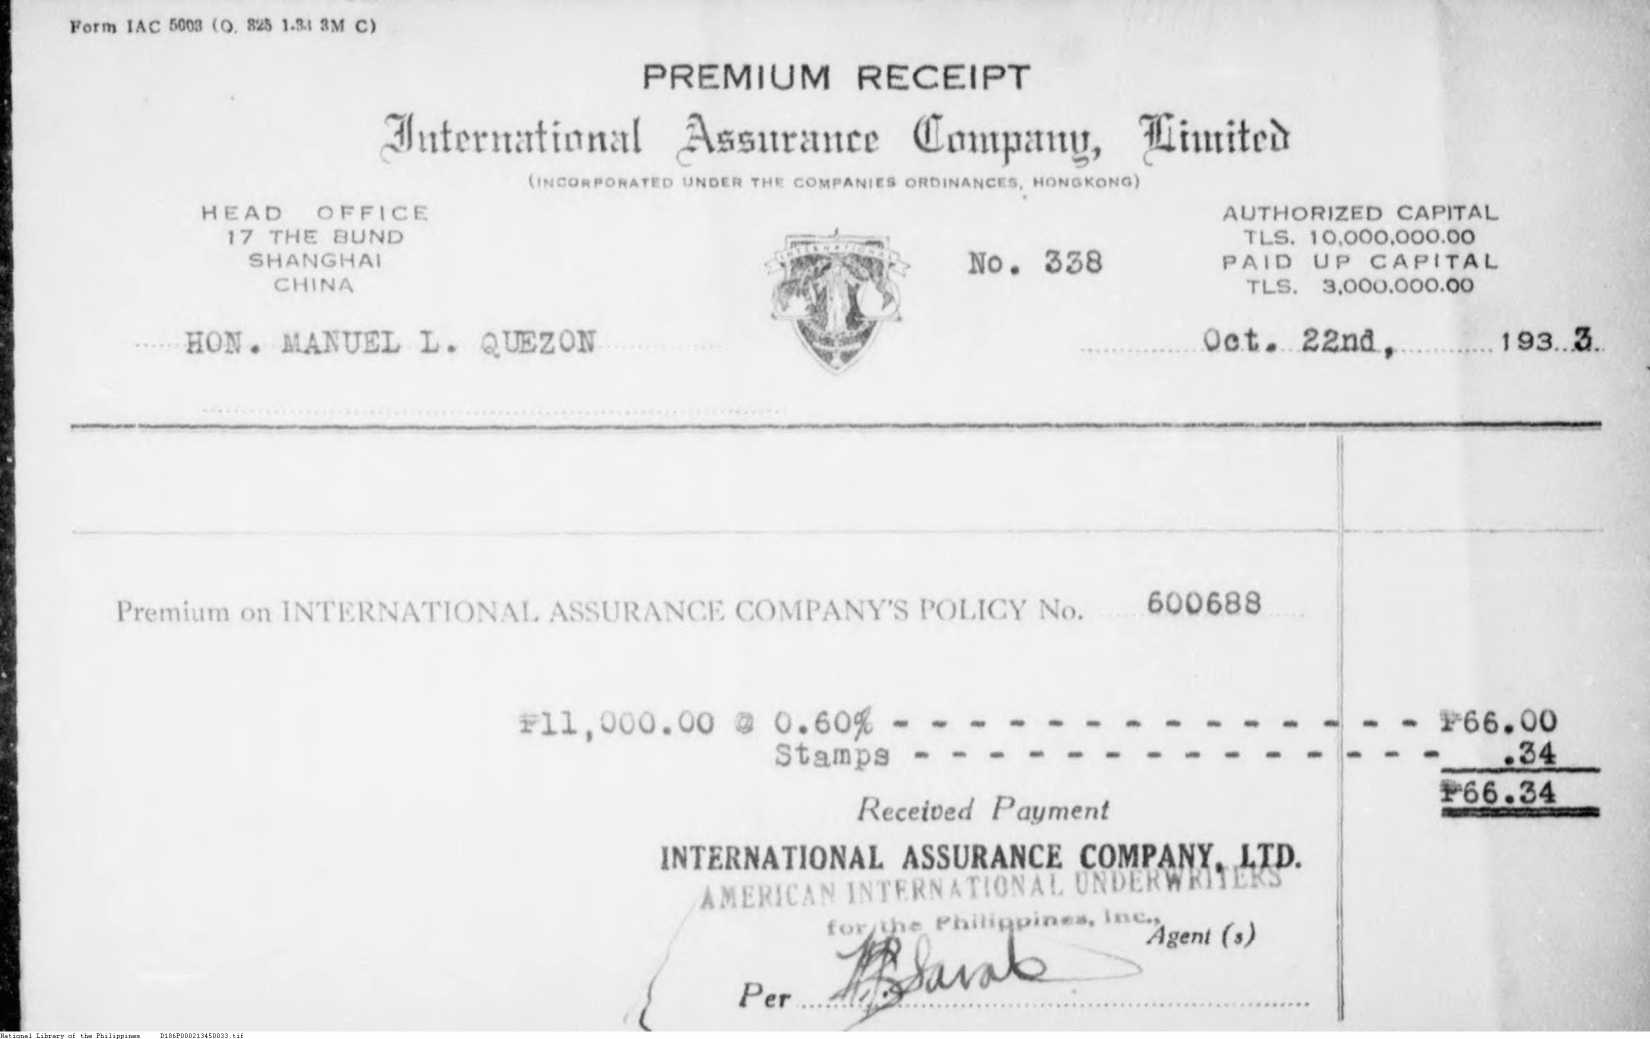 Form IAC 5003 (Q. 825 1.31 3M C)
PREMIUM RECEIPT
International Assurance Company, Limited
(INCORPORATED UNDER THE COMPANIES ORDINANCES, HONGKONG)
HEAD OFFICE
17 THE BUND
SHANGHAI
CHINA
INTERNATIONAL
No. 338
AUTHORIZED CAPITAL
TLS. 10,000,000.00
PAID UP CAPITAL
TLS. 3,000,000.00
HON. MANUEL L. QUEZON
Oct. 22nd, 193 3
Premium on INTERNATIONAL ASSURANCE COMPANY'S POLICY No. 600688
₱11,000.00 @ 0.60% - - - - - - - - - - - - - - ₱66.00
Stamps - - - - - - - - - - - - - - .34
₱66.34
Received Payment
INTERNATIONAL ASSURANCE COMPANY, LTD.
AMERICAN INTERNATIONAL UNDERWRITERS
for the Philippines, Inc.,
Agent (s)
Per
National Library of the Philippines